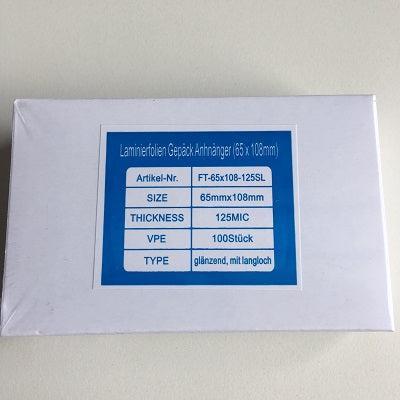 Laminierfolien Gepäck Anhnänger (65 x 108mm)
Artikel-Nr. FT-65x108-125SL
SIZE 65mmx108mm
THICKNESS 125MIC
VPE 100Stück
TYPE glänzend, mit langloch